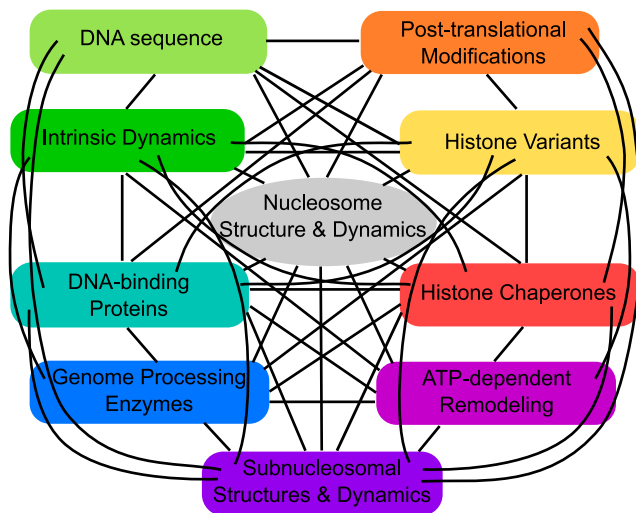 DNA sequence
Post-translational
Modifications
Intrinsic Dynamics
Histone Variants
Nucleosome
Structure & Dynamics
DNA-binding
Proteins
Histone Chaperones
Genome Processing
Enzymes
ATP-dependent
Remodeling
Subnucleosomal
Structures & Dynamics